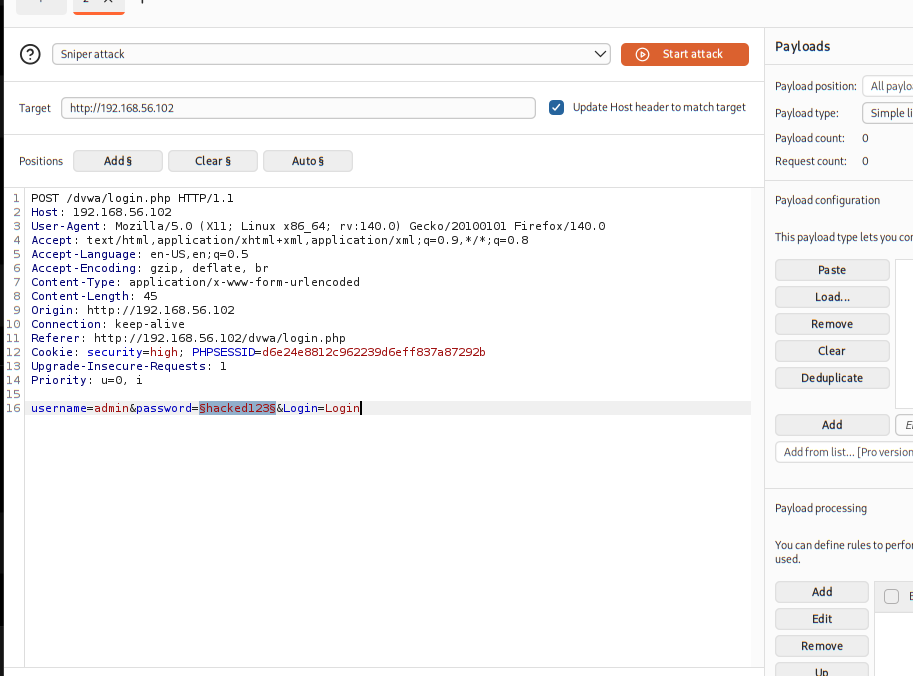 2
Sniper attack
Start attack
Target
http://192.168.56.102
Update Host header to match target
Positions
Add §
Clear §
Auto §
1 POST /dvwa/login.php HTTP/1.1
2 Host: 192.168.56.102
3 User-Agent: Mozilla/5.0 (X11; Linux x86_64; rv:140.0) Gecko/20100101 Firefox/140.0
4 Accept: text/html,application/xhtml+xml,application/xml;q=0.9,*/*;q=0.8
5 Accept-Language: en-US,en;q=0.5
6 Accept-Encoding: gzip, deflate, br
7 Content-Type: application/x-www-form-urlencoded
8 Content-Length: 45
9 Origin: http://192.168.56.102
10 Connection: keep-alive
11 Referer: http://192.168.56.102/dvwa/login.php
12 Cookie: security=high; PHPSESSID=d6e24e8812c962239d6eff837a87292b
13 Upgrade-Insecure-Requests: 1
14 Priority: u=0, i
15
16 username=admin&password=§hacked123§&Login=Login
Payloads
Payload position: All
Payload type: Simple
Payload count: 0
Request count: 0
Payload configuration
This payload type lets you
Paste
Load...
Remove
Clear
Deduplicate
Add
Add from list... [Pro version
Payload processing
You can define rules to
used.
Add
Edit
Remove
Up